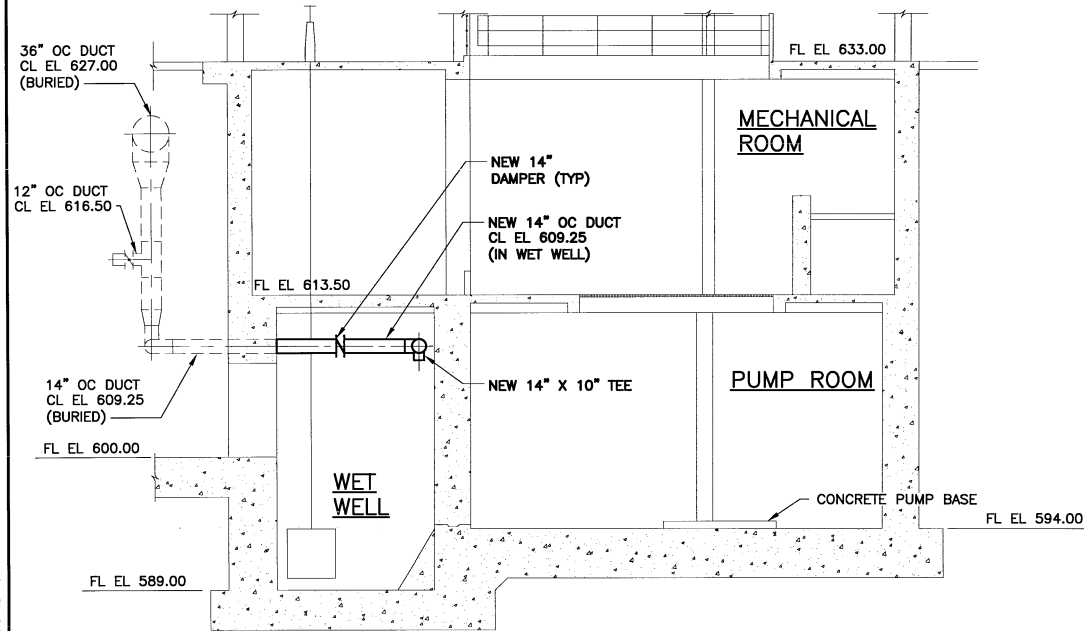 36" OC DUCT
CL EL 627.00
(BURIED)
FL EL 633.00
MECHANICAL
ROOM
NEW 14"
DAMPER (TYP)
12" OC DUCT
CL EL 616.50
NEW 14" OC DUCT
CL EL 609.25
(IN WET WELL)
FL EL 613.50
14" OC DUCT
CL EL 609.25
(BURIED)
NEW 14" X 10" TEE
PUMP ROOM
FL EL 600.00
WET
WELL
CONCRETE PUMP BASE
FL EL 594.00
FL EL 589.00